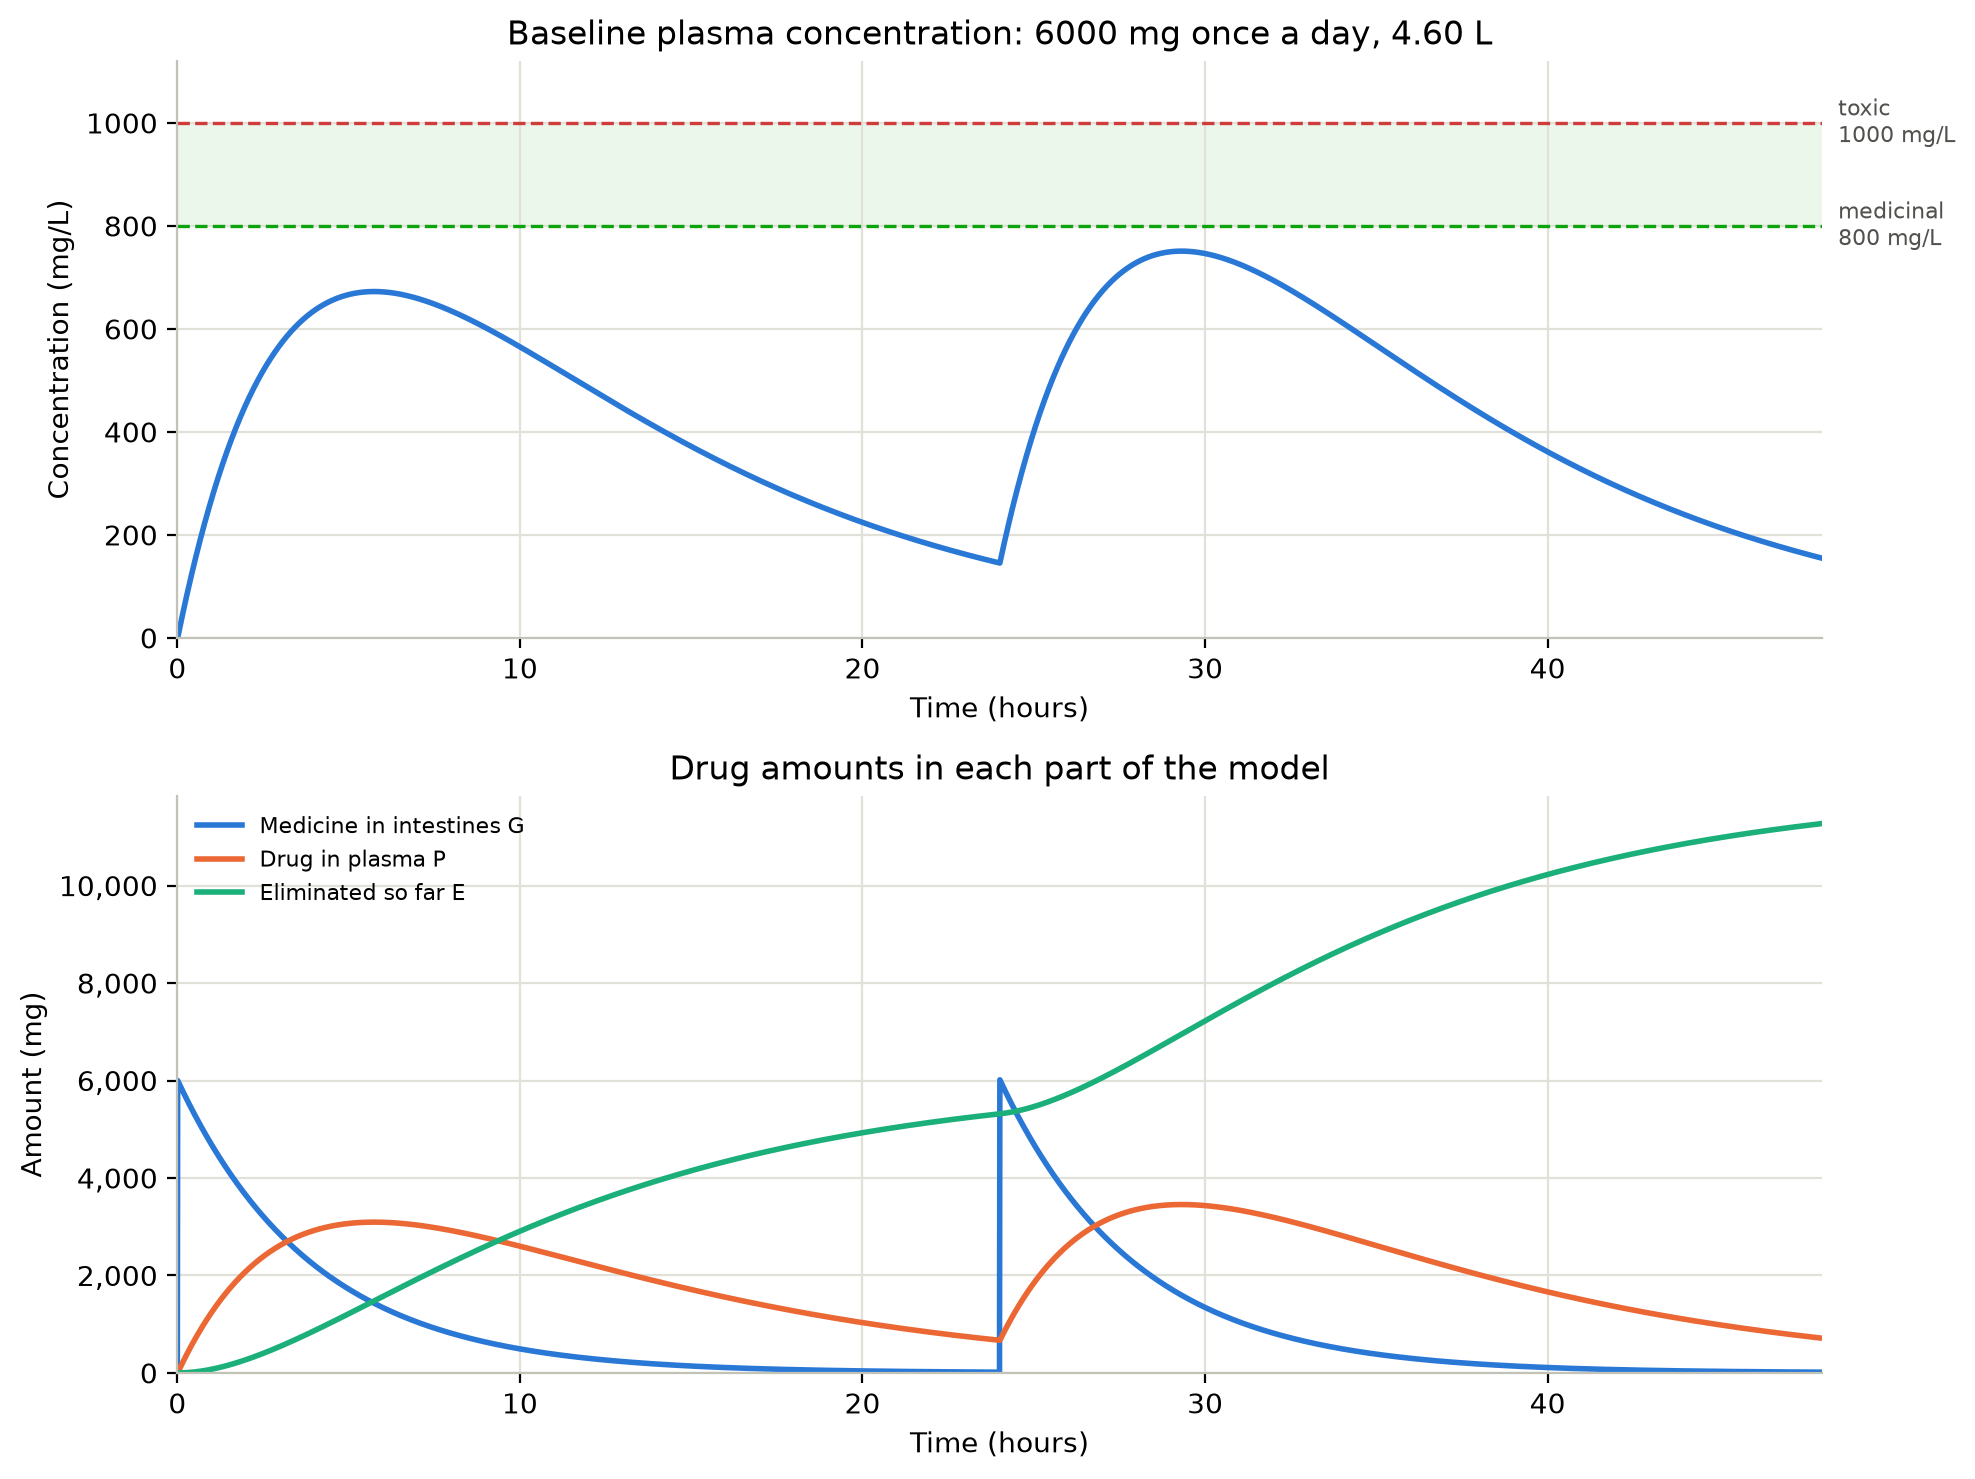 Baseline plasma concentration: 6000 mg once a day, 4.60 L
Concentration (mg/L)
1000
800
600
400
200
0
toxic
1000 mg/L
medicinal
800 mg/L
0 10 20 30 40
Time (hours)
Drug amounts in each part of the model
Amount (mg)
Medicine in intestines G
Drug in plasma P
Eliminated so far E
10,000
8,000
6,000
4,000
2,000
0
0 10 20 30 40
Time (hours)